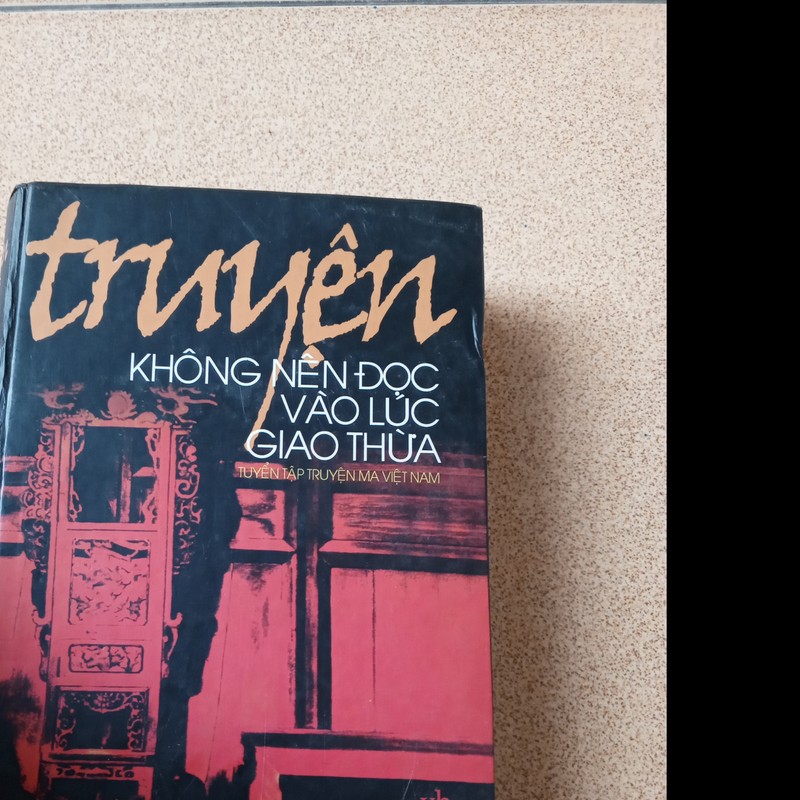 truyện
KHÔNG NÊN ĐỌC
VÀO LÚC
GIAO THỪA
TUYỂN TẬP TRUYỆN MA VIỆT NAM